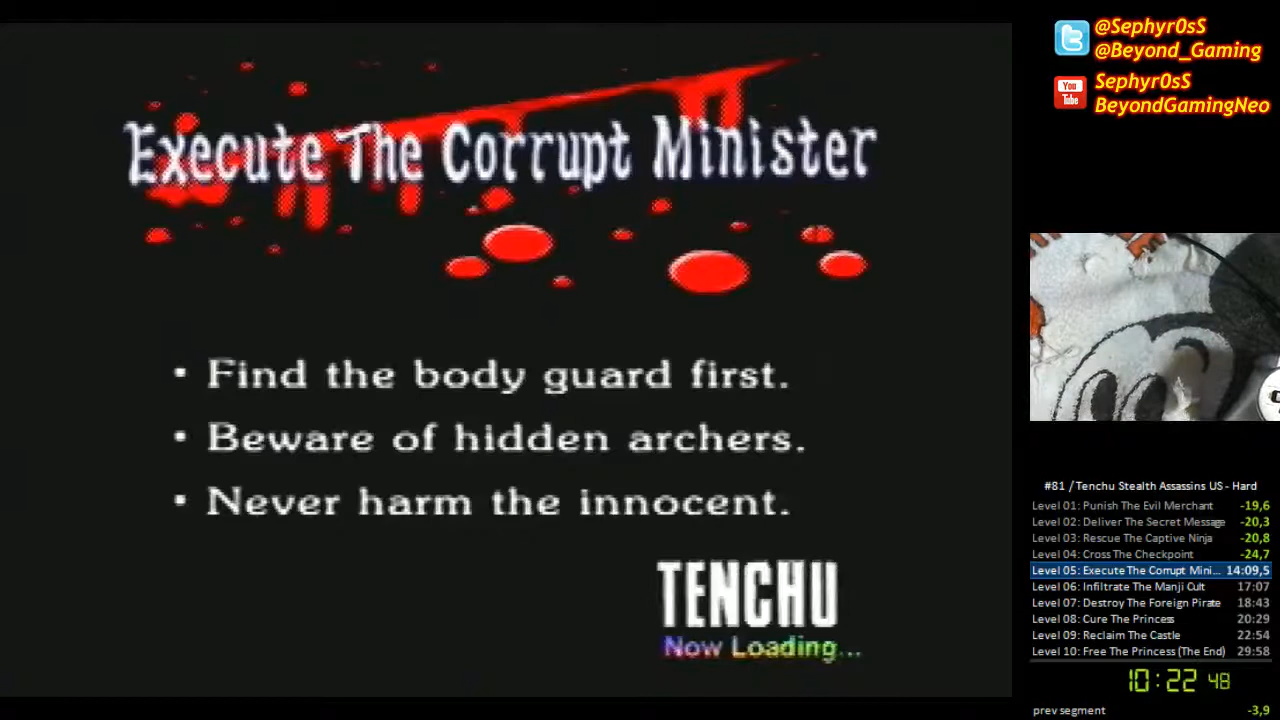 Execute The Corrupt Minister
• Find the body guard first.
• Beware of hidden archers.
• Never harm the innocent.
TENCHU
Now Loading...
@Sephyr0sS
@Beyond_Gaming
You Tube
Sephyr0sS
BeyondGamingNeo
#81 / Tenchu Stealth Assassins US - Hard
Level 01: Punish The Evil Merchant -19,6
Level 02: Deliver The Secret Message -20,3
Level 03: Rescue The Captive Ninja -20,8
Level 04: Cross The Checkpoint -24,7
Level 05: Execute The Corrupt Mini... 14:09,5
Level 06: Infiltrate The Manji Cult 17:07
Level 07: Destroy The Foreign Pirate 18:43
Level 08: Cure The Princess 20:29
Level 09: Reclaim The Castle 22:54
Level 10: Free The Princess (The End) 29:58
10:22 48
prev segment -3,9